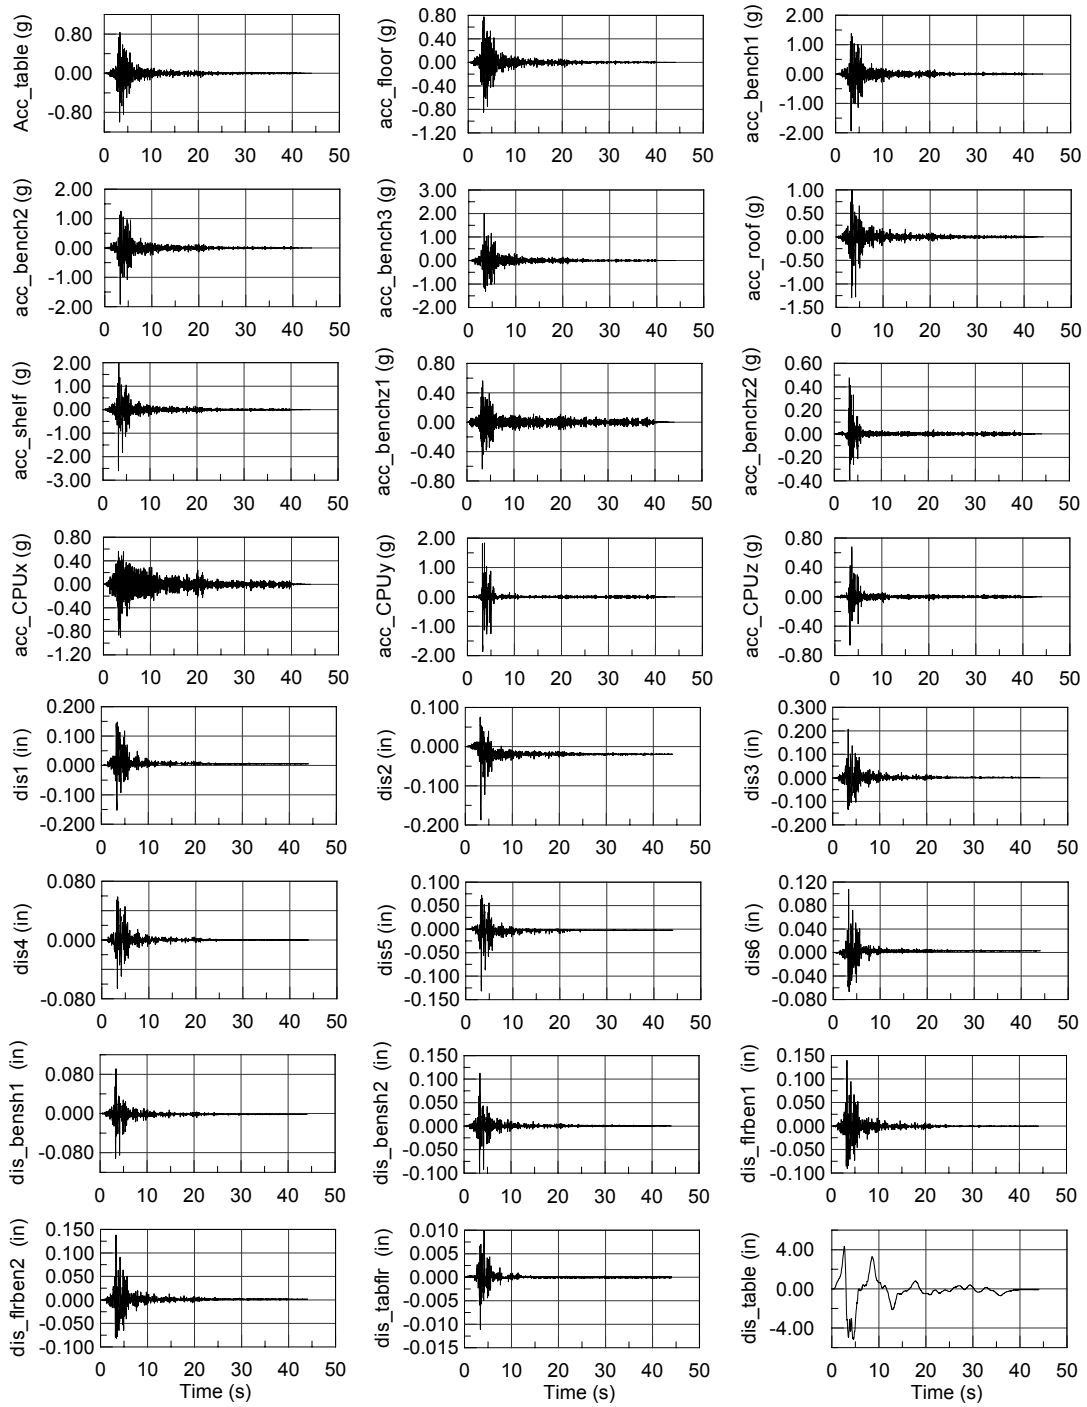 Acc_table (g)
0.80
0.00
-0.80
0 10 20 30 40 50
acc_floor (g)
0.80
0.40
0.00
-0.40
-0.80
-1.20
0 10 20 30 40 50
acc_bench1 (g)
2.00
1.00
0.00
-1.00
-2.00
0 10 20 30 40 50
acc_bench2 (g)
2.00
1.00
0.00
-1.00
-2.00
0 10 20 30 40 50
acc_bench3 (g)
3.00
2.00
1.00
0.00
-1.00
-2.00
0 10 20 30 40 50
acc_roof (g)
1.00
0.50
0.00
-0.50
-1.00
-1.50
0 10 20 30 40 50
acc_shelf (g)
2.00
1.00
0.00
-1.00
-2.00
-3.00
0 10 20 30 40 50
acc_benchz1 (g)
0.80
0.40
0.00
-0.40
-0.80
0 10 20 30 40 50
acc_benchz2 (g)
0.60
0.40
0.20
0.00
-0.20
-0.40
0 10 20 30 40 50
acc_CPUx (g)
0.80
0.40
0.00
-0.40
-0.80
-1.20
0 10 20 30 40 50
acc_CPUy (g)
2.00
1.00
0.00
-1.00
-2.00
0 10 20 30 40 50
acc_CPUz (g)
0.80
0.40
0.00
-0.40
-0.80
0 10 20 30 40 50
dis1 (in)
0.200
0.100
0.000
-0.100
-0.200
0 10 20 30 40 50
dis2 (in)
0.100
0.000
-0.100
-0.200
0 10 20 30 40 50
dis3 (in)
0.300
0.200
0.100
0.000
-0.100
-0.200
0 10 20 30 40 50
dis4 (in)
0.080
0.000
-0.080
0 10 20 30 40 50
dis5 (in)
0.100
0.050
0.000
-0.050
-0.100
-0.150
0 10 20 30 40 50
dis6 (in)
0.120
0.080
0.040
0.000
-0.040
-0.080
0 10 20 30 40 50
dis_bensh1 (in)
0.080
0.000
-0.080
0 10 20 30 40 50
dis_bensh2 (in)
0.150
0.100
0.050
0.000
-0.050
-0.100
0 10 20 30 40 50
dis_flrben1 (in)
0.150
0.100
0.050
0.000
-0.050
-0.100
0 10 20 30 40 50
dis_flrben2 (in)
0.150
0.100
0.050
0.000
-0.050
-0.100
0 10 20 30 40 50
Time (s)
dis_tabflr (in)
0.010
0.005
0.000
-0.005
-0.010
-0.015
0 10 20 30 40 50
Time (s)
dis_table (in)
4.00
0.00
-4.00
0 10 20 30 40 50
Time (s)